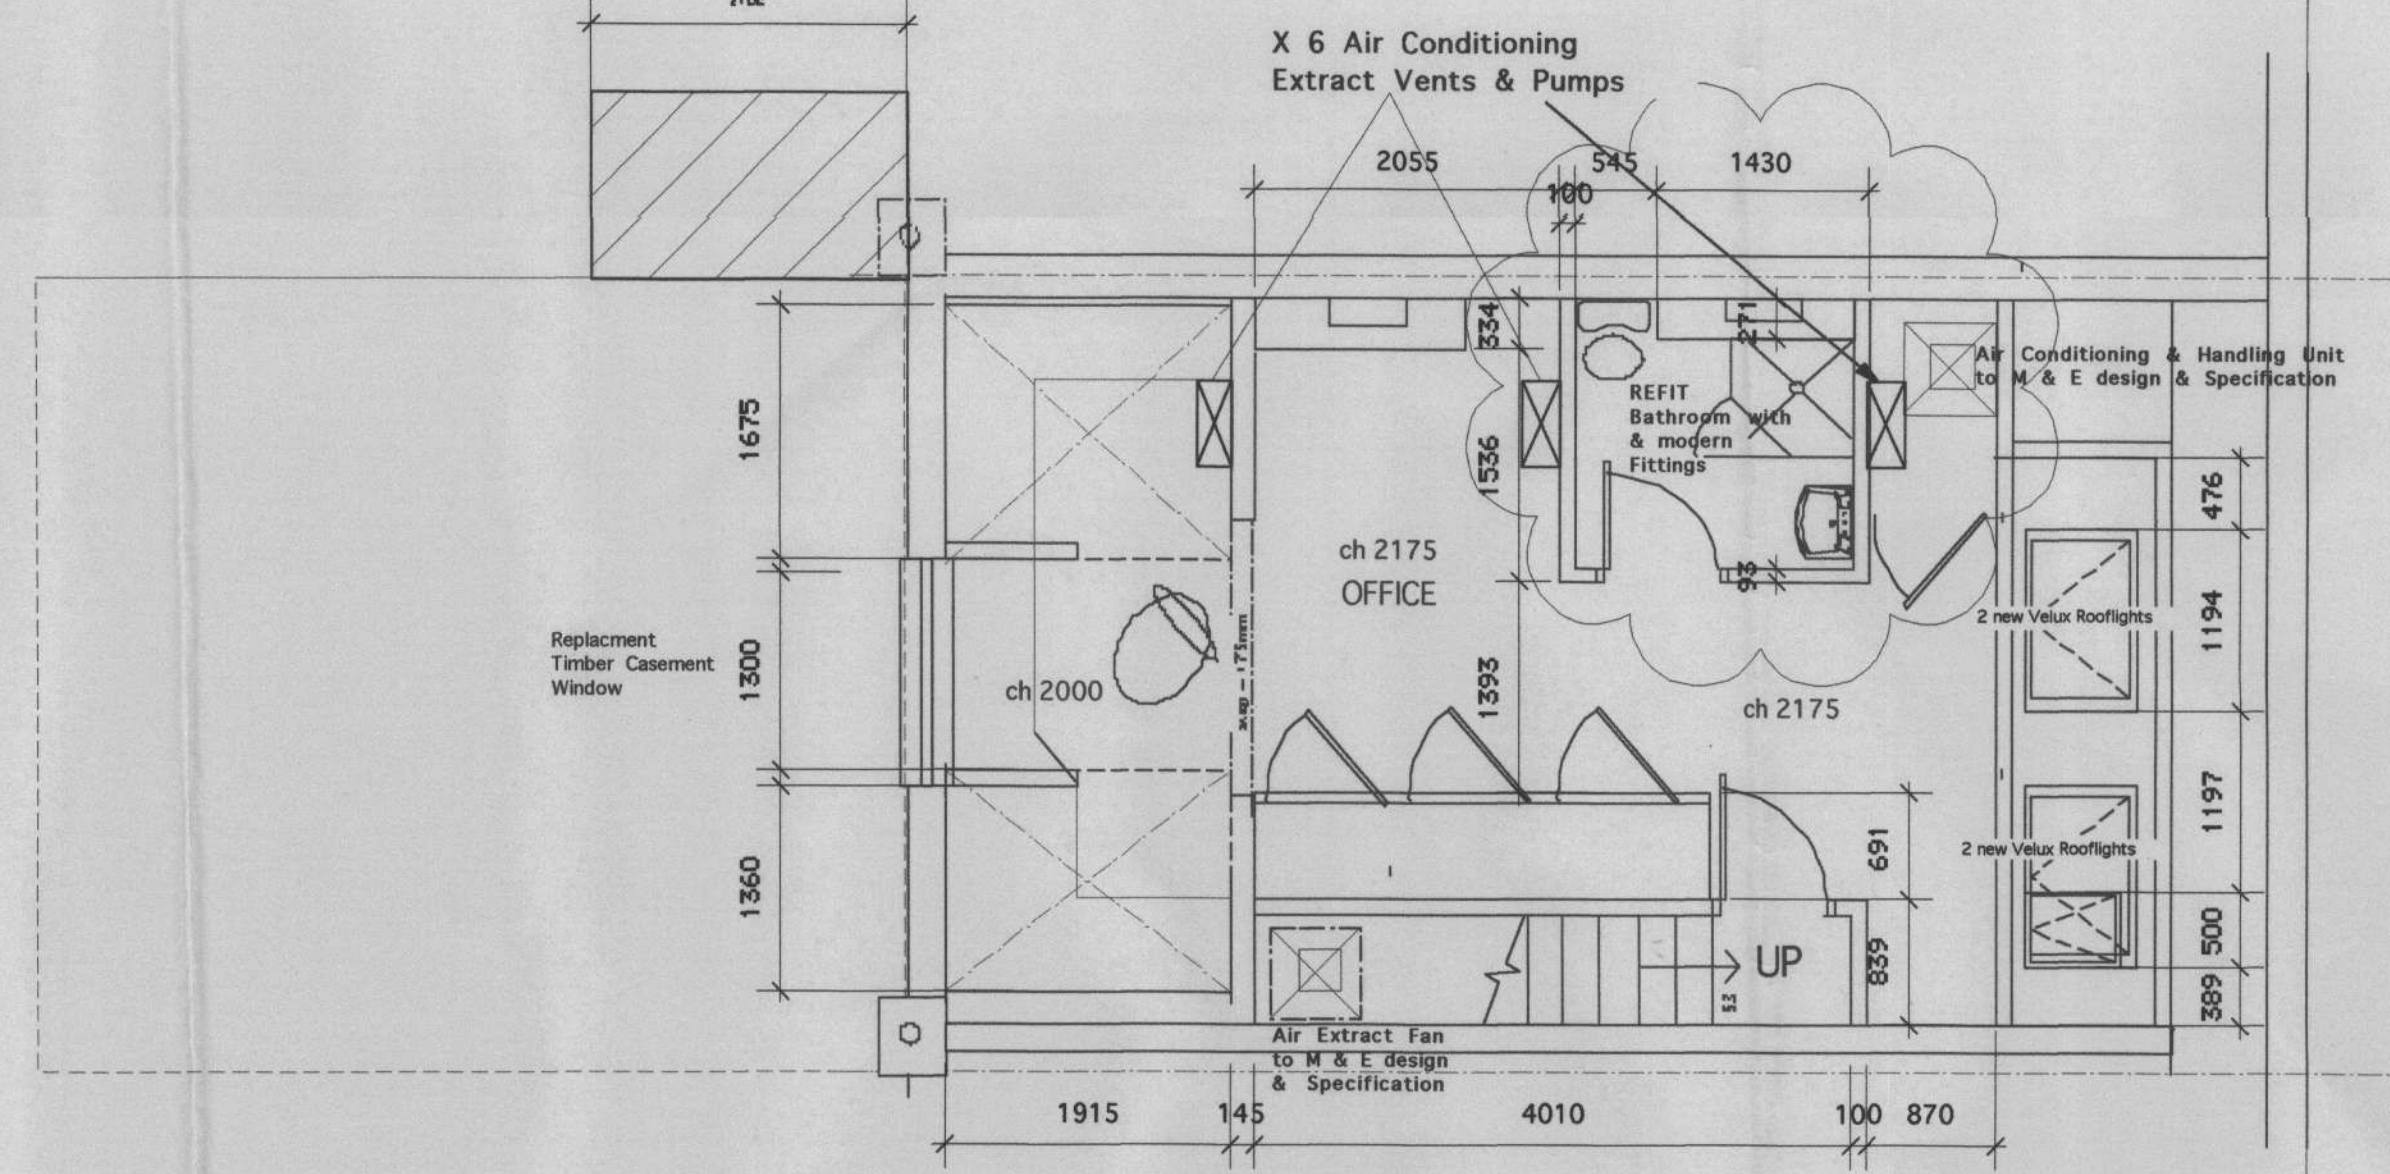 X 6 Air Conditioning
Extract Vents & Pumps
2055
545
1430
100
334
271
Air Conditioning & Handling Unit
to M & E design & Specification
REFIT
Bathroom with
& modern
Fittings
1675
1536
476
ch 2175
OFFICE
93
2 new Velux Rooflights
1194
Replacment
Timber Casement
Window
1300
ch 2000
1393
ch 2175
1197
691
2 new Velux Rooflights
1360
839
500
UP
53
389
Air Extract Fan
to M & E design
& Specification
1915
145
4010
100
870